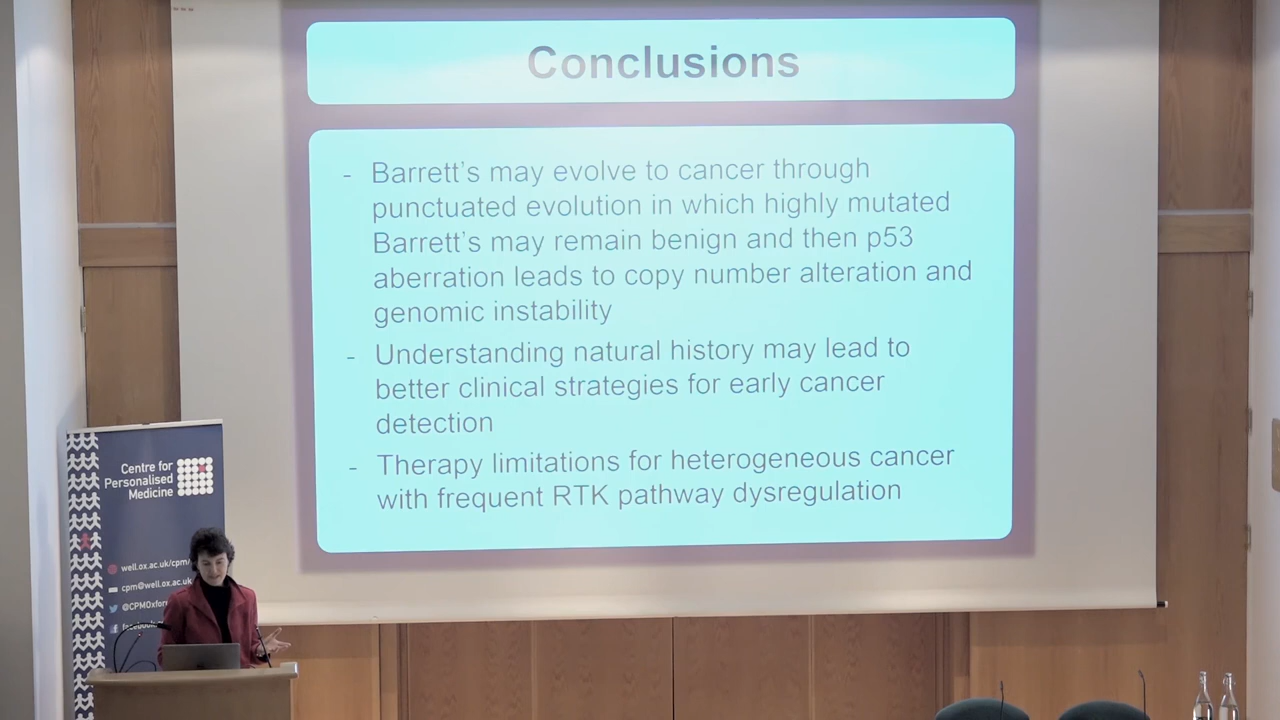 Conclusions
- Barrett's may evolve to cancer through
punctuated evolution in which highly mutated
Barrett's may remain benign and then p53
aberration leads to copy number alteration and
genomic instability
- Understanding natural history may lead to
better clinical strategies for early cancer
detection
- Therapy limitations for heterogeneous cancer
with frequent RTK pathway dysregulation
Centre for
Personalised
Medicine
well.ox.ac.uk/cpm/
cpm@well.ox.ac.uk
@CPMOxfor